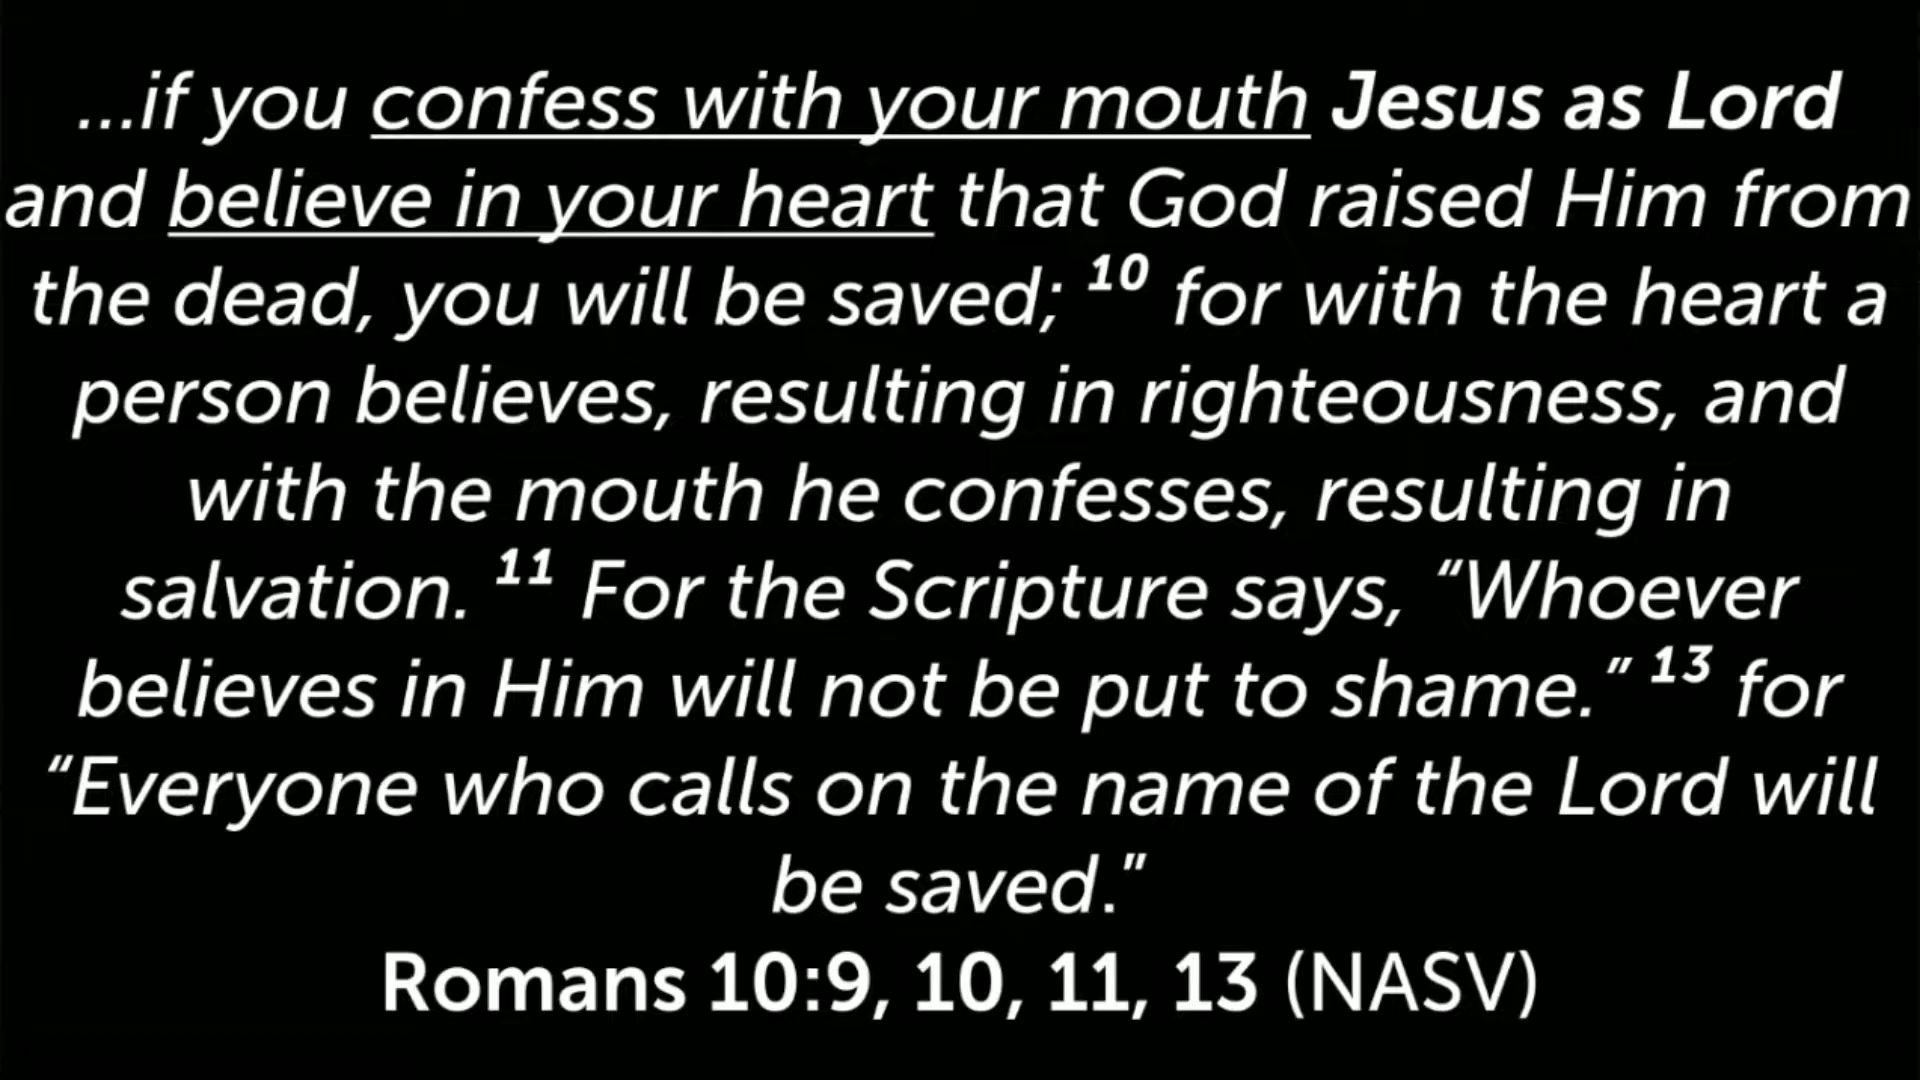 ...if you confess with your mouth Jesus as Lord
and believe in your heart that God raised Him from
the dead, you will be saved; 10 for with the heart a
person believes, resulting in righteousness, and
with the mouth he confesses, resulting in
salvation. 11 For the Scripture says, “Whoever
believes in Him will not be put to shame.” 13 for
“Everyone who calls on the name of the Lord will
be saved.”
Romans 10:9, 10, 11, 13 (NASV)